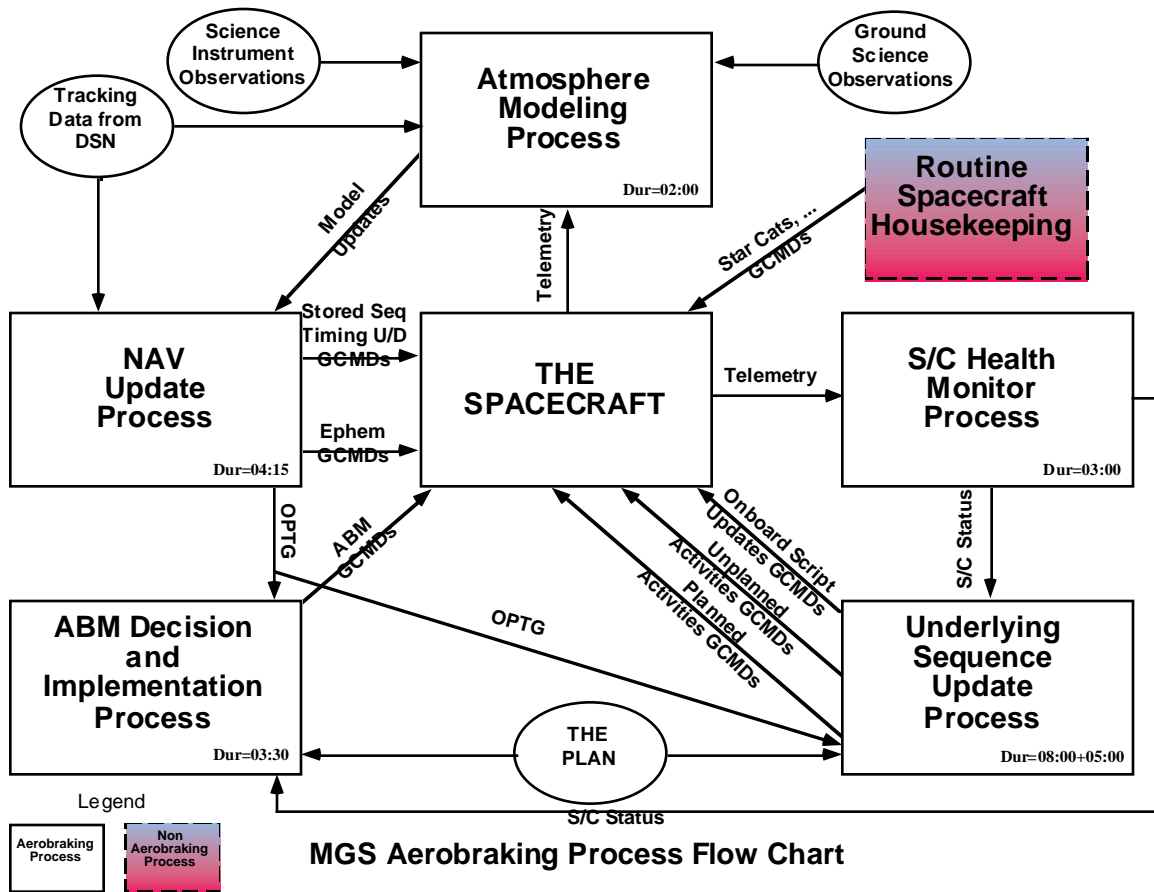 Science
Instrument
Observations
Ground
Science
Observations
Tracking
Data from
DSN
Atmosphere
Modeling
Process
Dur=02:00
Routine
Spacecraft
Housekeeping
Model
Updates
Telemetry
Star Cats, ...
GCMDs
NAV
Update
Process
Dur=04:15
Stored Seq
Timing U/D
GCMDs
Ephem
GCMDs
THE
SPACECRAFT
Telemetry
S/C Health
Monitor
Process
Dur=03:00
OPTG
ABM
GCMDs
Onboard Script
Updates GCMDs
Unplanned
Activities GCMDs
Planned
Activities GCMDs
S/C Status
ABM Decision
and
Implementation
Process
Dur=03:30
OPTG
THE
PLAN
Underlying
Sequence
Update
Process
Dur=08:00+05:00
S/C Status
Legend
Aerobraking
Process
Non
Aerobraking
Process
MGS Aerobraking Process Flow Chart